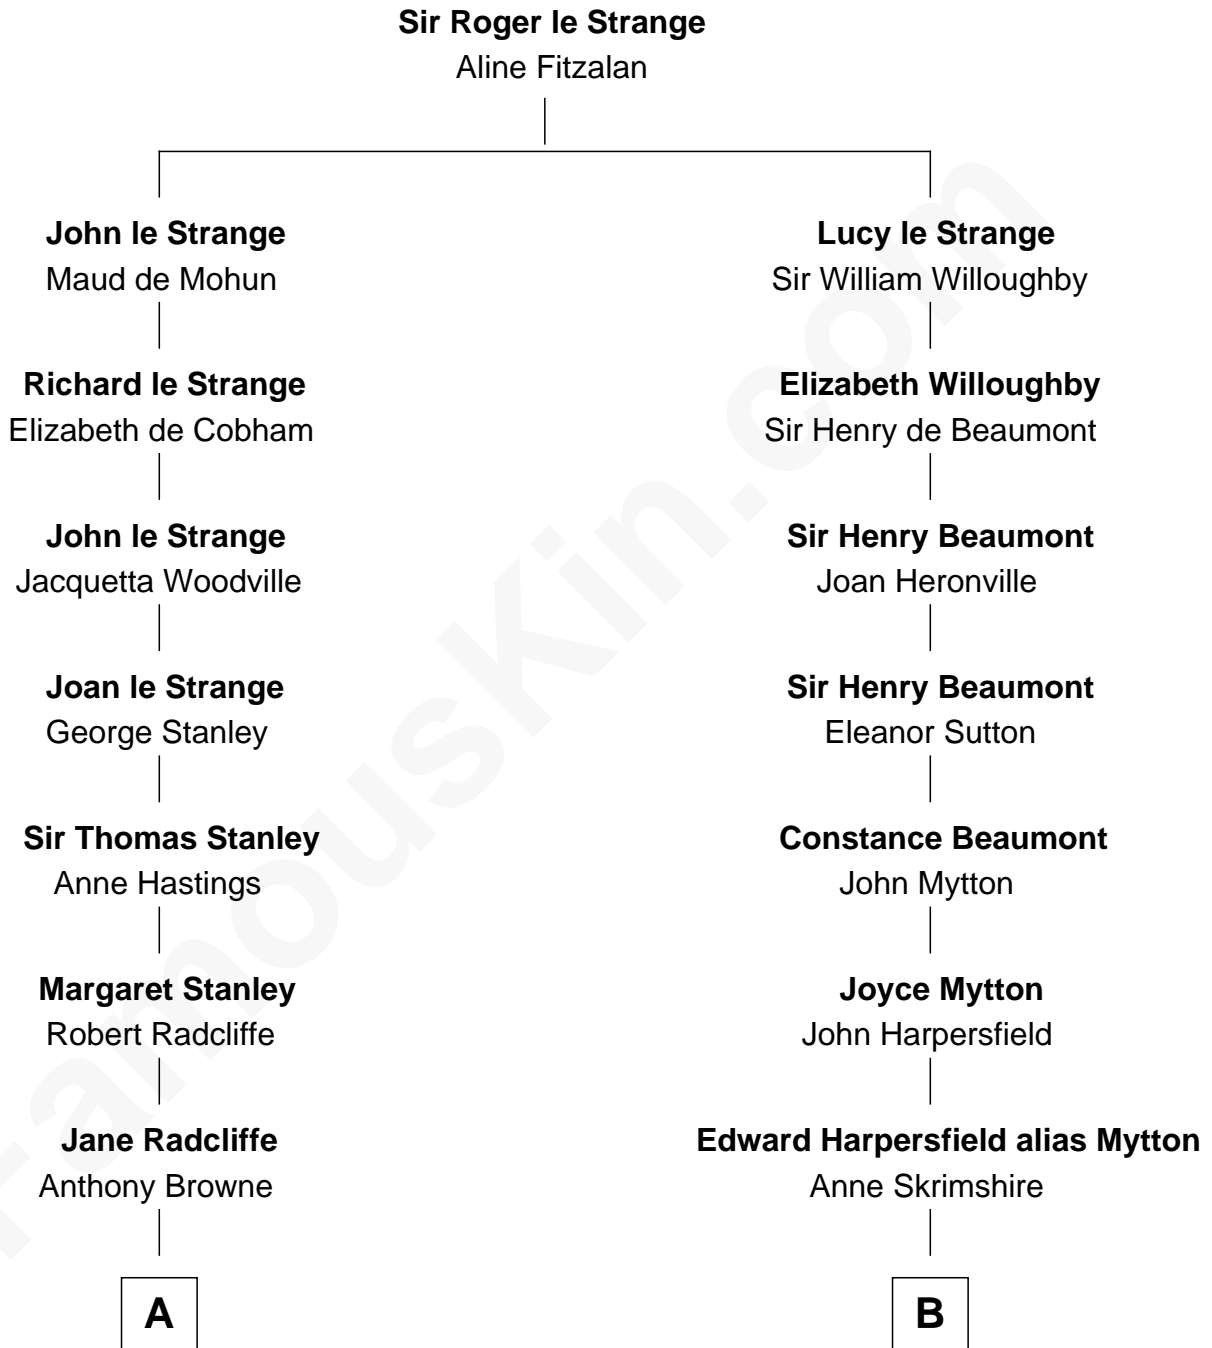 Sir Roger le Strange
Aline Fitzalan
John le Strange
Maud de Mohun
Lucy le Strange
Sir William Willoughby
Richard le Strange
Elizabeth de Cobham
Elizabeth Willoughby
Sir Henry de Beaumont
John le Strange
Jacquetta Woodville
Sir Henry Beaumont
Joan Heronville
Joan le Strange
George Stanley
Sir Henry Beaumont
Eleanor Sutton
Sir Thomas Stanley
Anne Hastings
Constance Beaumont
John Mytton
Margaret Stanley
Robert Radcliffe
Joyce Mytton
John Harpersfield
Jane Radcliffe
Anthony Browne
Edward Harpersfield alias Mytton
Anne Skrimshire
A
B
FamousKin.com